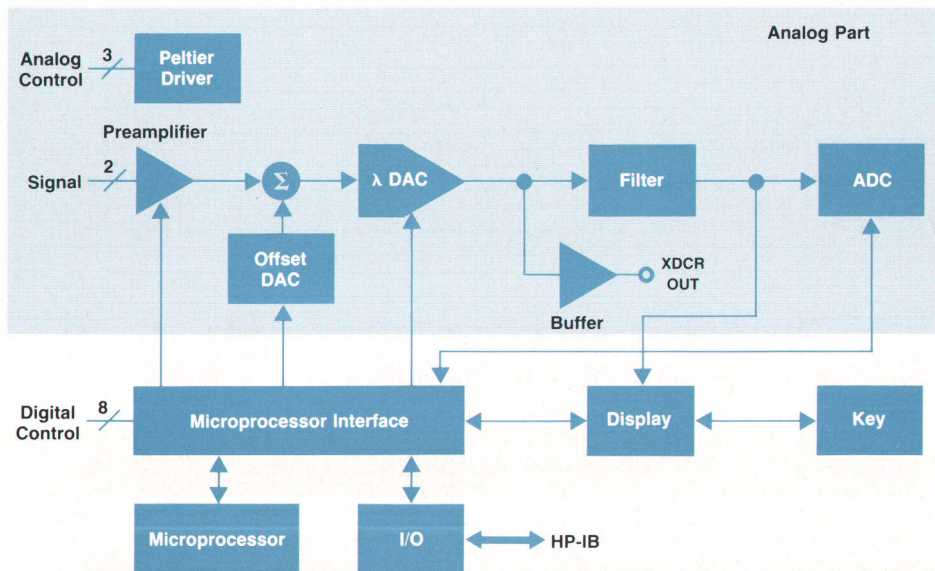 Analog Part
3
Analog
Control
Peltier
Driver
Preamplifier
2
Signal
Σ
λ DAC
Filter
ADC
Offset
DAC
XDCR
OUT
Buffer
8
Digital
Control
Microprocessor Interface
Display
Key
Microprocessor
I/O
HP-IB